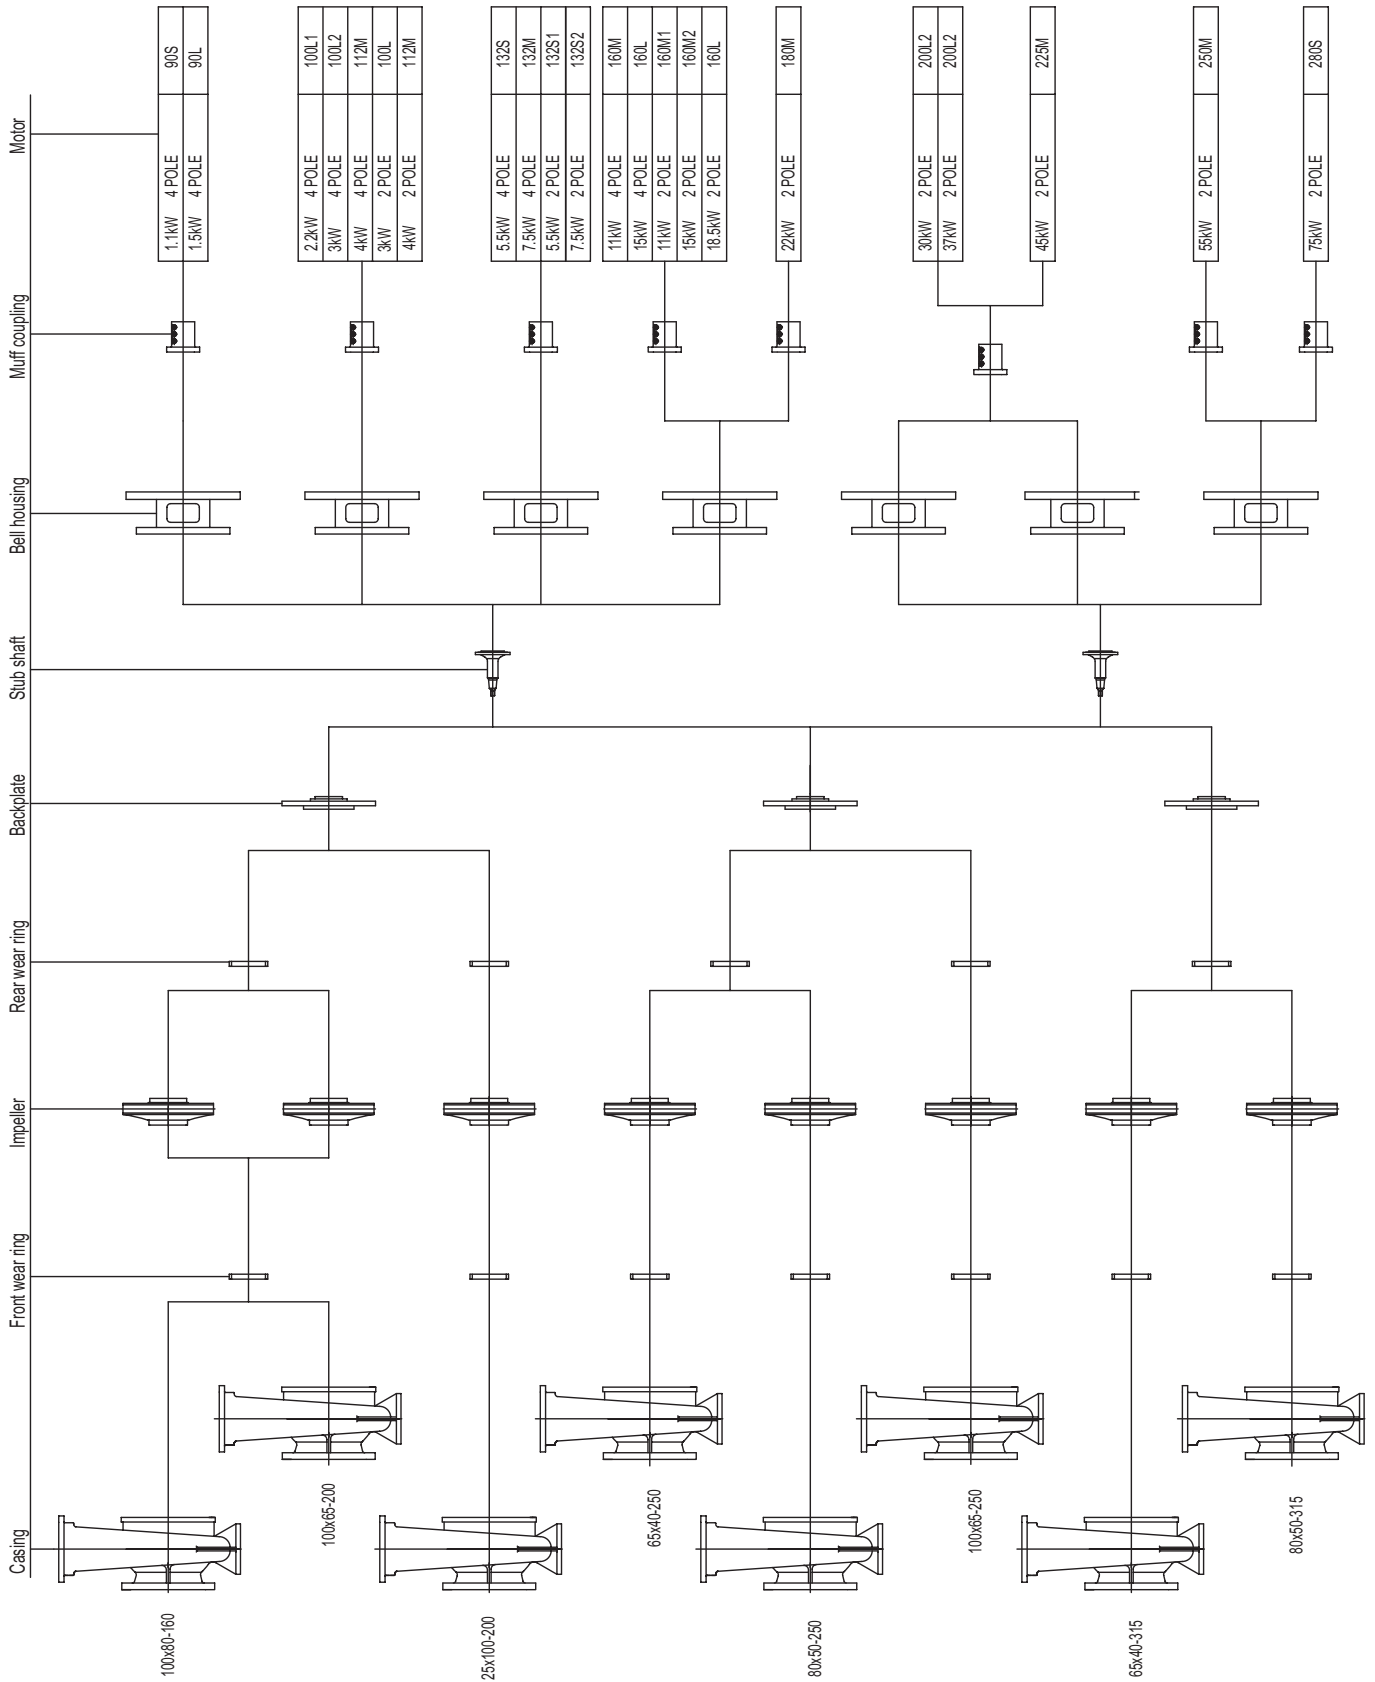 Casing
Front wear ring
Impeller
Rear wear ring
Backplate
Stub shaft
Bell housing
Muff coupling
Motor
1.1kW 4 POLE 90S
1.5kW 4 POLE 90L
2.2kW 4 POLE 100L1
3kW 4 POLE 100L2
4kW 4 POLE 112M
3kW 2 POLE 100L
4kW 2 POLE 112M
5.5kW 4 POLE 132S
7.5kW 4 POLE 132M
5.5kW 2 POLE 132S1
7.5kW 2 POLE 132S2
11kW 4 POLE 160M
15kW 4 POLE 160L
11kW 2 POLE 160M1
15kW 2 POLE 160M2
18.5kW 2 POLE 160L
22kW 2 POLE 180M
30kW 2 POLE 200L2
37kW 2 POLE 200L2
45kW 2 POLE 225M
55kW 2 POLE 250M
75kW 2 POLE 280S
100x80-160
100x65-200
25x100-200
65x40-250
80x50-250
100x65-250
65x40-315
80x50-315